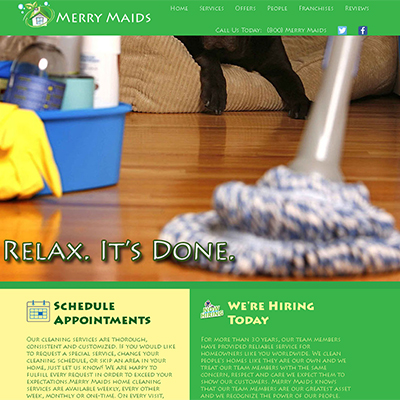 Merry Maids
Home Services Offers People Franchises Reviews
Call Us Today: (800) Merry Maids
Relax. It's Done.
Schedule
Appointments
Our cleaning services are thorough,
consistent and customized. If you would like
to request a special service, change your
cleaning schedule, or skip an area in your
home, just let us know! We are happy to
fulfill every request in order to exceed your
expectations. Merry Maids home cleaning
services are available weekly, every other
week, monthly or one-time. On every visit,
Now Hiring
We're Hiring
Today
For more than 30 years, our team members
have provided reliable service for
homeowners like you worldwide. We clean
people's homes like they are our own and we
treat our team members with the same
concern, respect and care we expect them to
show our customers. Merry Maids knows
that our team members are our greatest asset
and we recognize the power of our people.